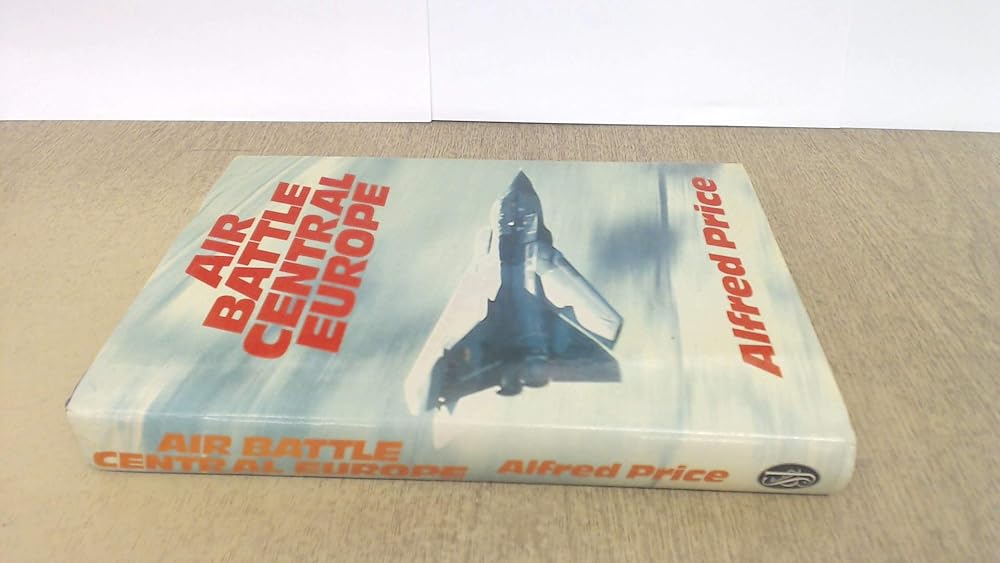 AIR
BATTLE
CENTRAL
EUROPE
Alfred Price
AIR BATTLE
CENTRAL EUROPE
Alfred Price